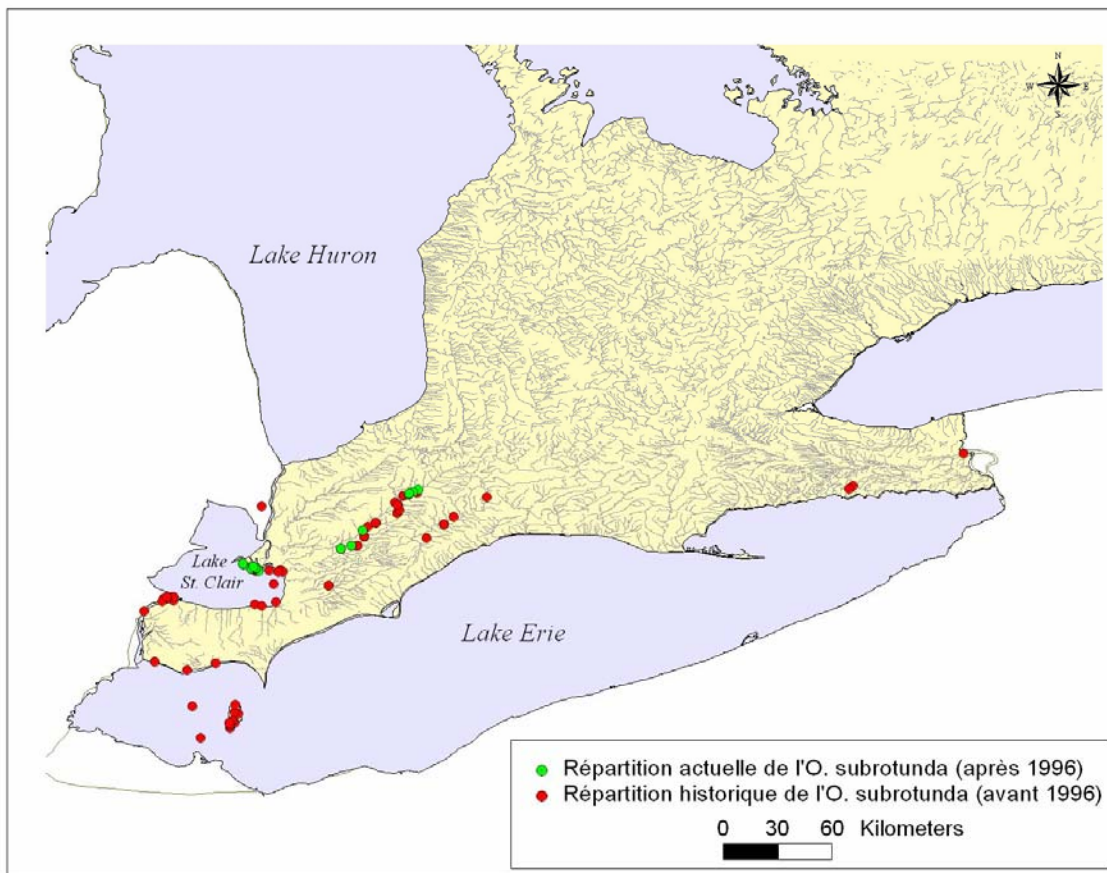 N
W E
S
Lake Huron
Lake
St. Clair
Lake Erie
Répartition actuelle de l'O. subrotunda (après 1996)
Répartition historique de l'O. subrotunda (avant 1996)
0 30 60 Kilometers